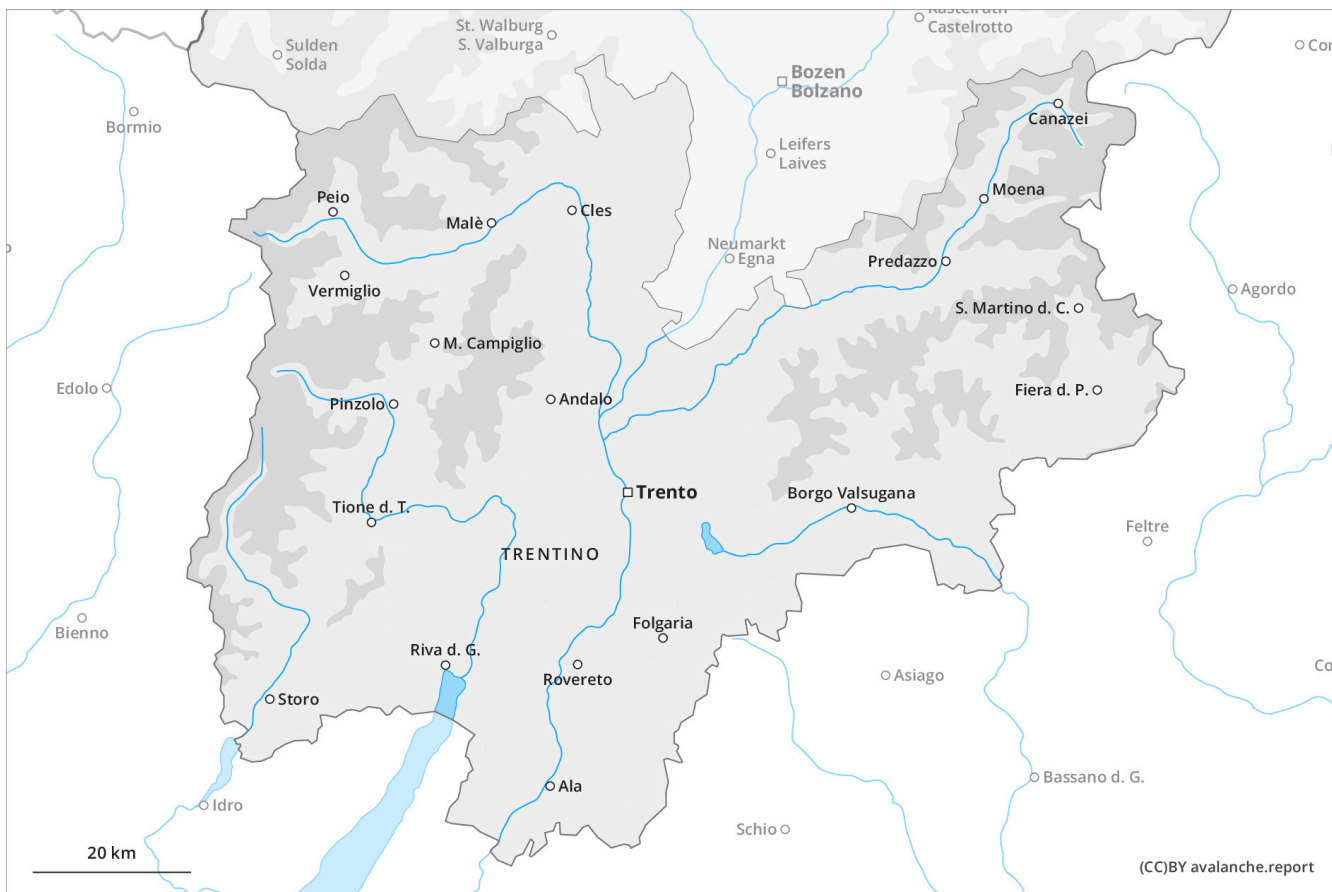 St. Walburg
S. Valburga
Kastelruth
Castelrotto
Sulden
Solda
Bozen
Bolzano
Bormio
Canazei
Leifers
Laives
Peio
Malè
Cles
Moena
Neumarkt
Egna
Predazzo
Vermiglio
Agordo
S. Martino d. C.
M. Campiglio
Edolo
Pinzolo
Andalo
Fiera d. P.
Trento
Borgo Valsugana
Tione d. T.
Feltre
TRENTINO
Bienno
Folgaria
Riva d. G.
Rovereto
Asiago
Storo
Ala
Bassano d. G.
Idro
Schio
20 km
(CC)BY avalanche.report